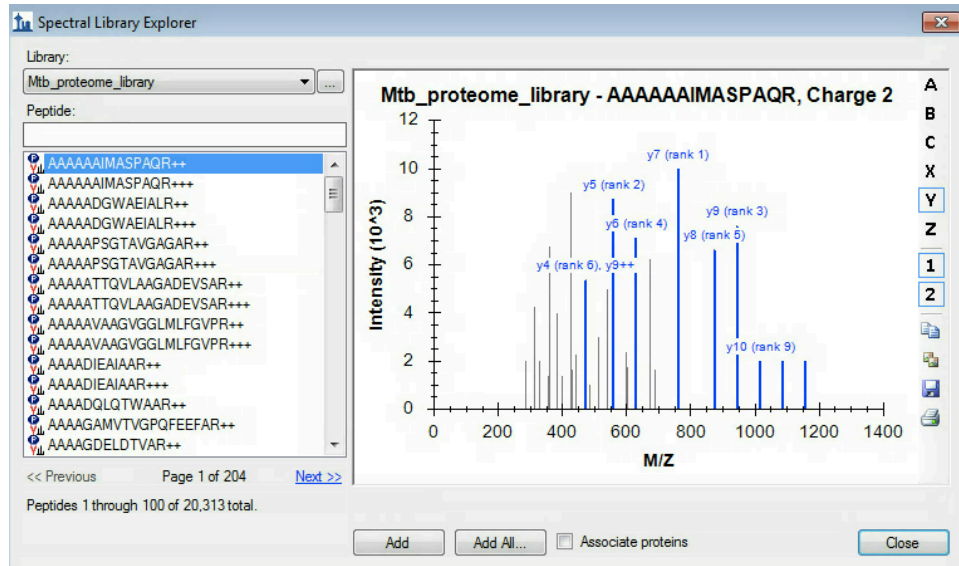 Spectral Library Explorer
Library:
Mtb_proteome_library
...
Peptide:
AAAAAAIMASPAQR++
AAAAAAIMASPAQR+++
AAAAADGWAEIALR++
AAAAADGWAEIALR+++
AAAAAPSGTAVGAGAR++
AAAAAPSGTAVGAGAR+++
AAAAATTQVLAAGADEVSAR++
AAAAATTQVLAAGADEVSAR+++
AAAAAVAAGVGGLMLFGVPR++
AAAAAVAAGVGGLMLFGVPR+++
AAAADIEAIAAR++
AAAADIEAIAAR+++
AAAADQLQTWAAR++
AAAAGAMVTVGPQFEEFAR++
AAAAGDELDTVAR++
<< Previous Page 1 of 204 Next >>
Peptides 1 through 100 of 20,313 total.
Mtb_proteome_library - AAAAAAIMASPAQR, Charge 2
Intensity (10^3)
12
10
8
6
4
2
0
y7 (rank 1)
y5 (rank 2)
y9 (rank 3)
y6 (rank 4)
y8 (rank 5)
y4 (rank 6), y9++
y10 (rank 9)
0 200 400 600 800 1000 1200 1400
M/Z
A
B
C
X
Y
Z
1
2
Add Add All... Associate proteins Close